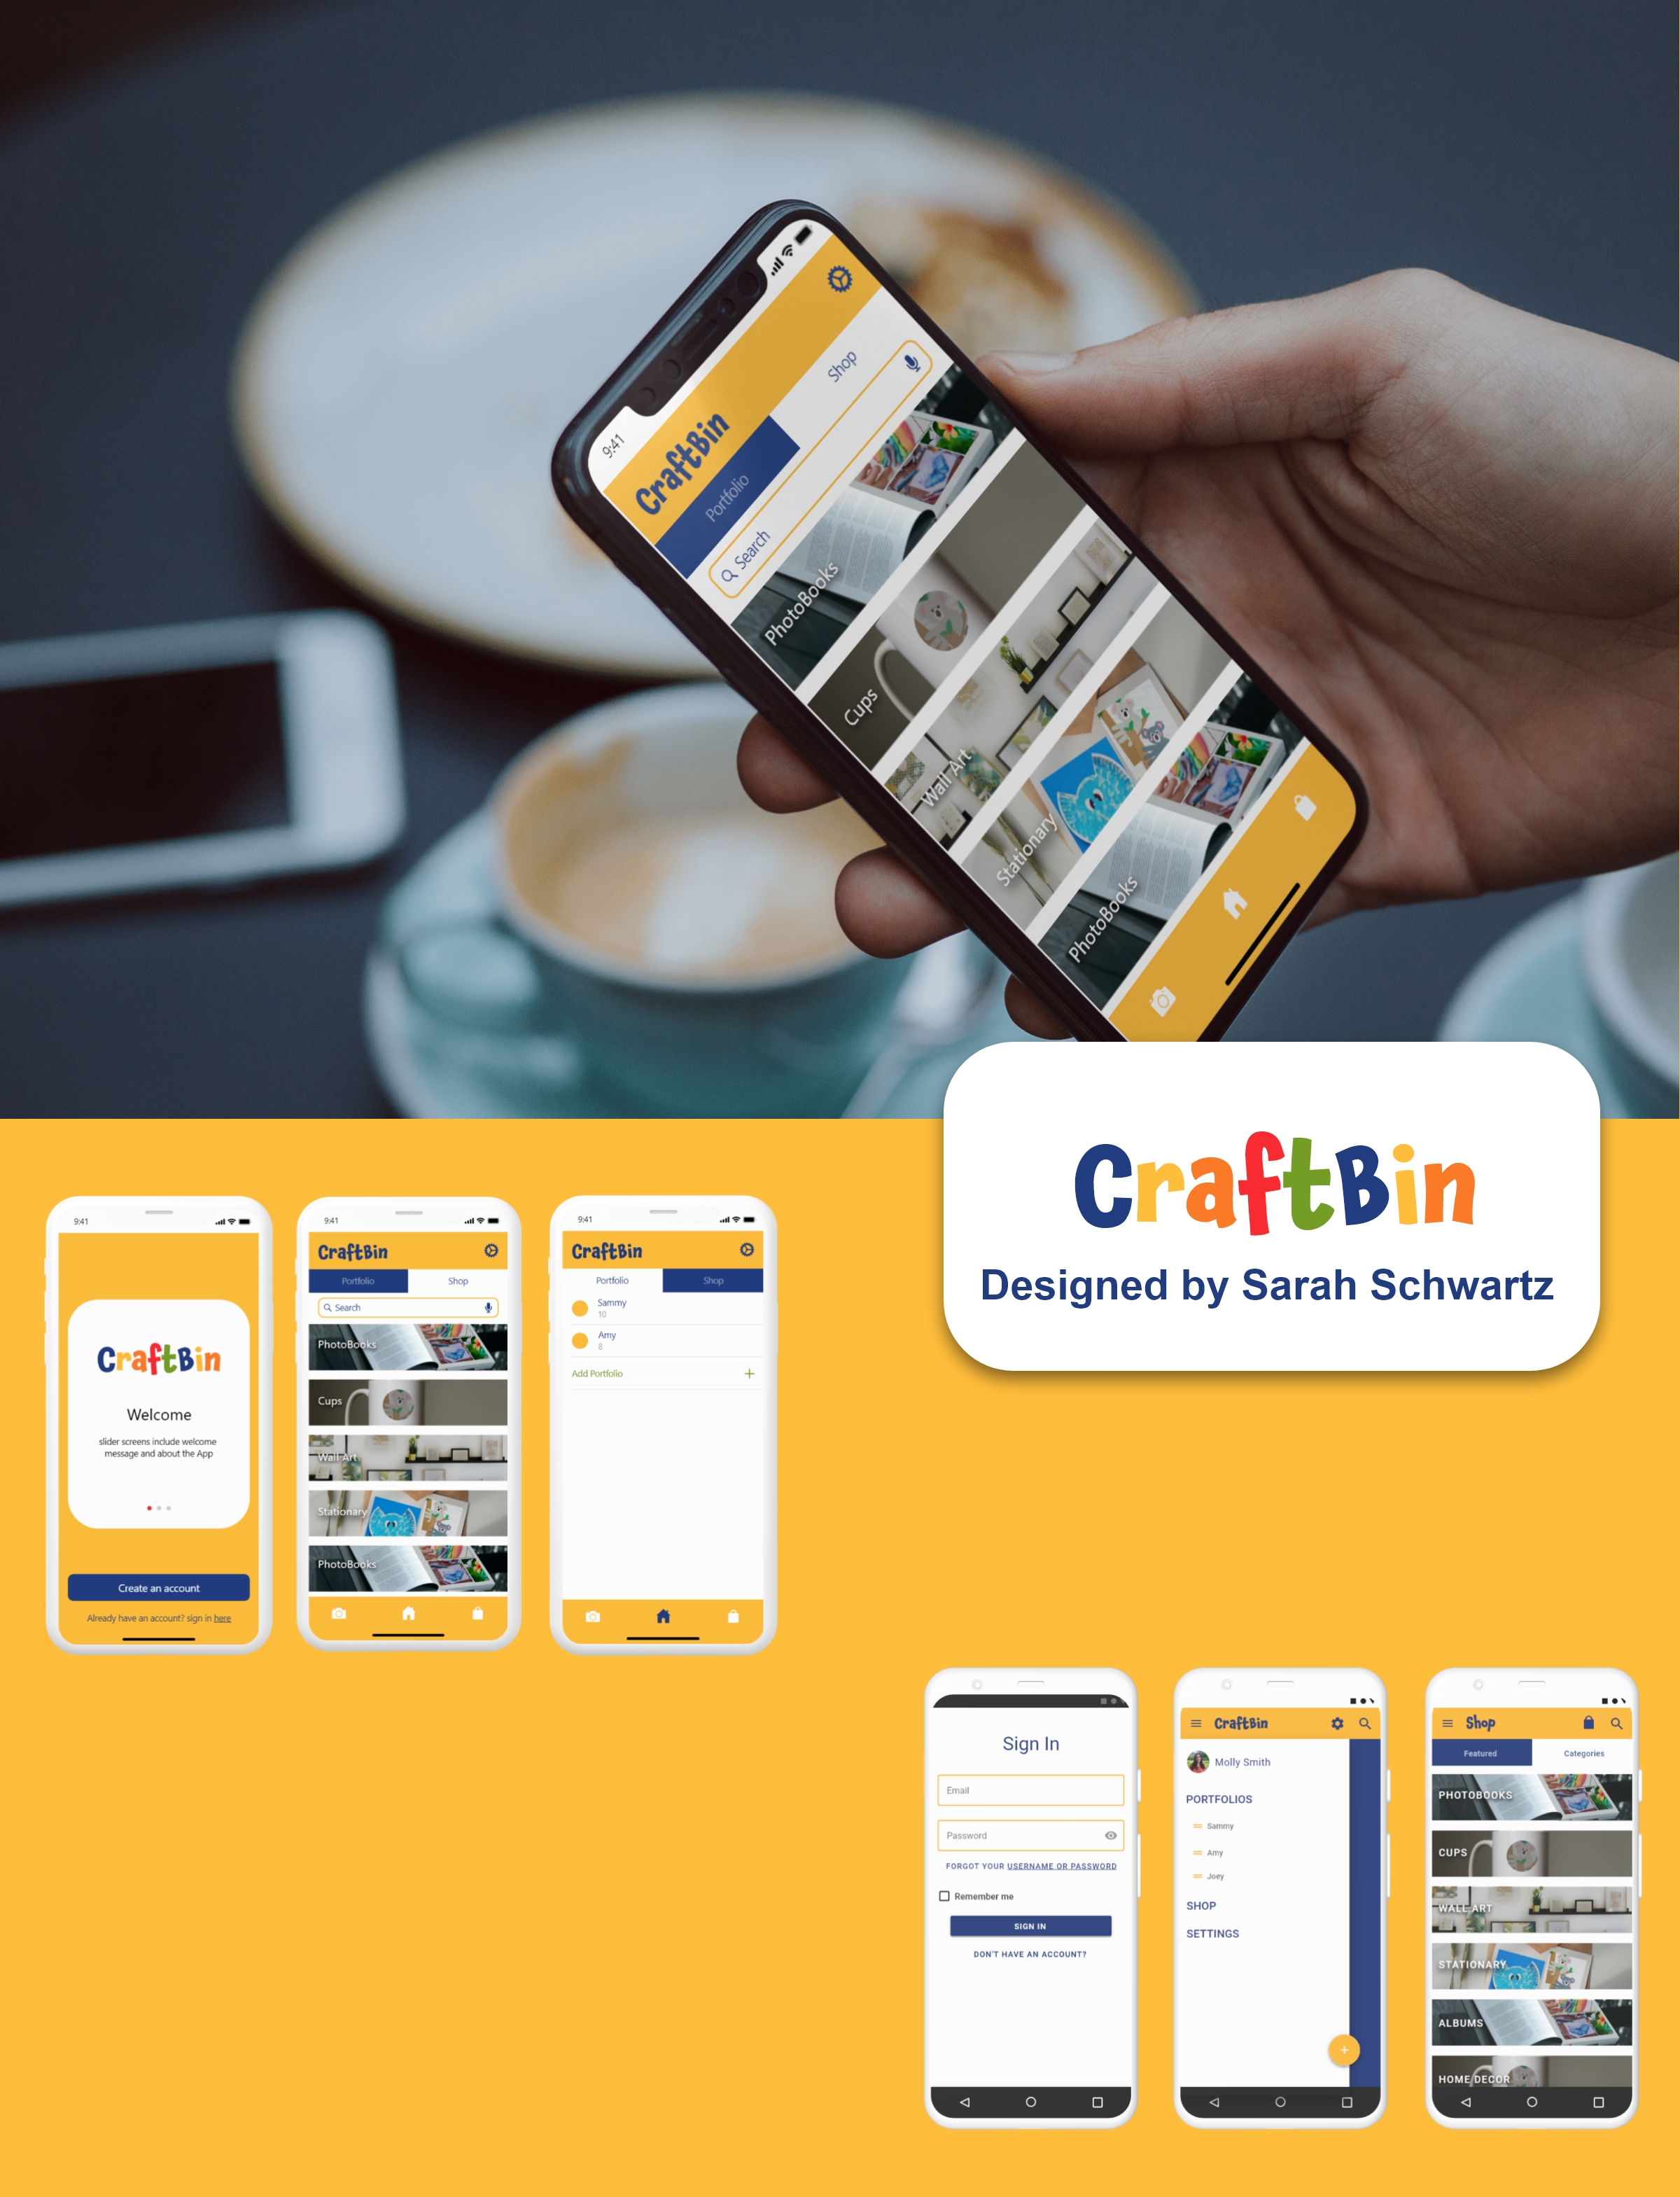 9:41
CraftBin
Portfolio
Shop
Search
PhotoBooks
Cups
Wall Art
Stationary
PhotoBooks
CraftBin
Designed by Sarah Schwartz
9:41
CraftBin
Welcome
slider screens include welcome
message and about the App
Create an account
Already have an account? sign in here
9:41
CraftBin
Portfolio
Shop
Search
PhotoBooks
Cups
Wall Art
Stationary
PhotoBooks
9:41
CraftBin
Portfolio
Shop
Sammy
10
Amy
8
Add Portfolio
Sign In
Email
Password
FORGOT YOUR USERNAME OR PASSWORD
Remember me
SIGN IN
DON'T HAVE AN ACCOUNT?
CraftBin
Molly Smith
PORTFOLIOS
Sammy
Amy
Joey
SHOP
SETTINGS
Shop
Featured
Categories
PHOTOBOOKS
CUPS
WALL ART
STATIONARY
ALBUMS
HOME DECOR